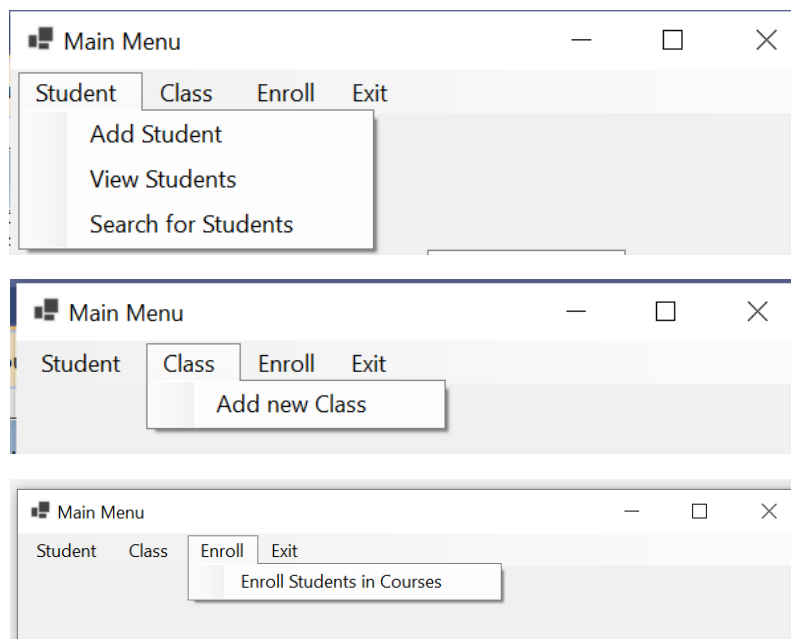 Main Menu
Student Class Enroll Exit
Add Student
View Students
Search for Students
Main Menu
Student Class Enroll Exit
Add new Class
Main Menu
Student Class Enroll Exit
Enroll Students in Courses